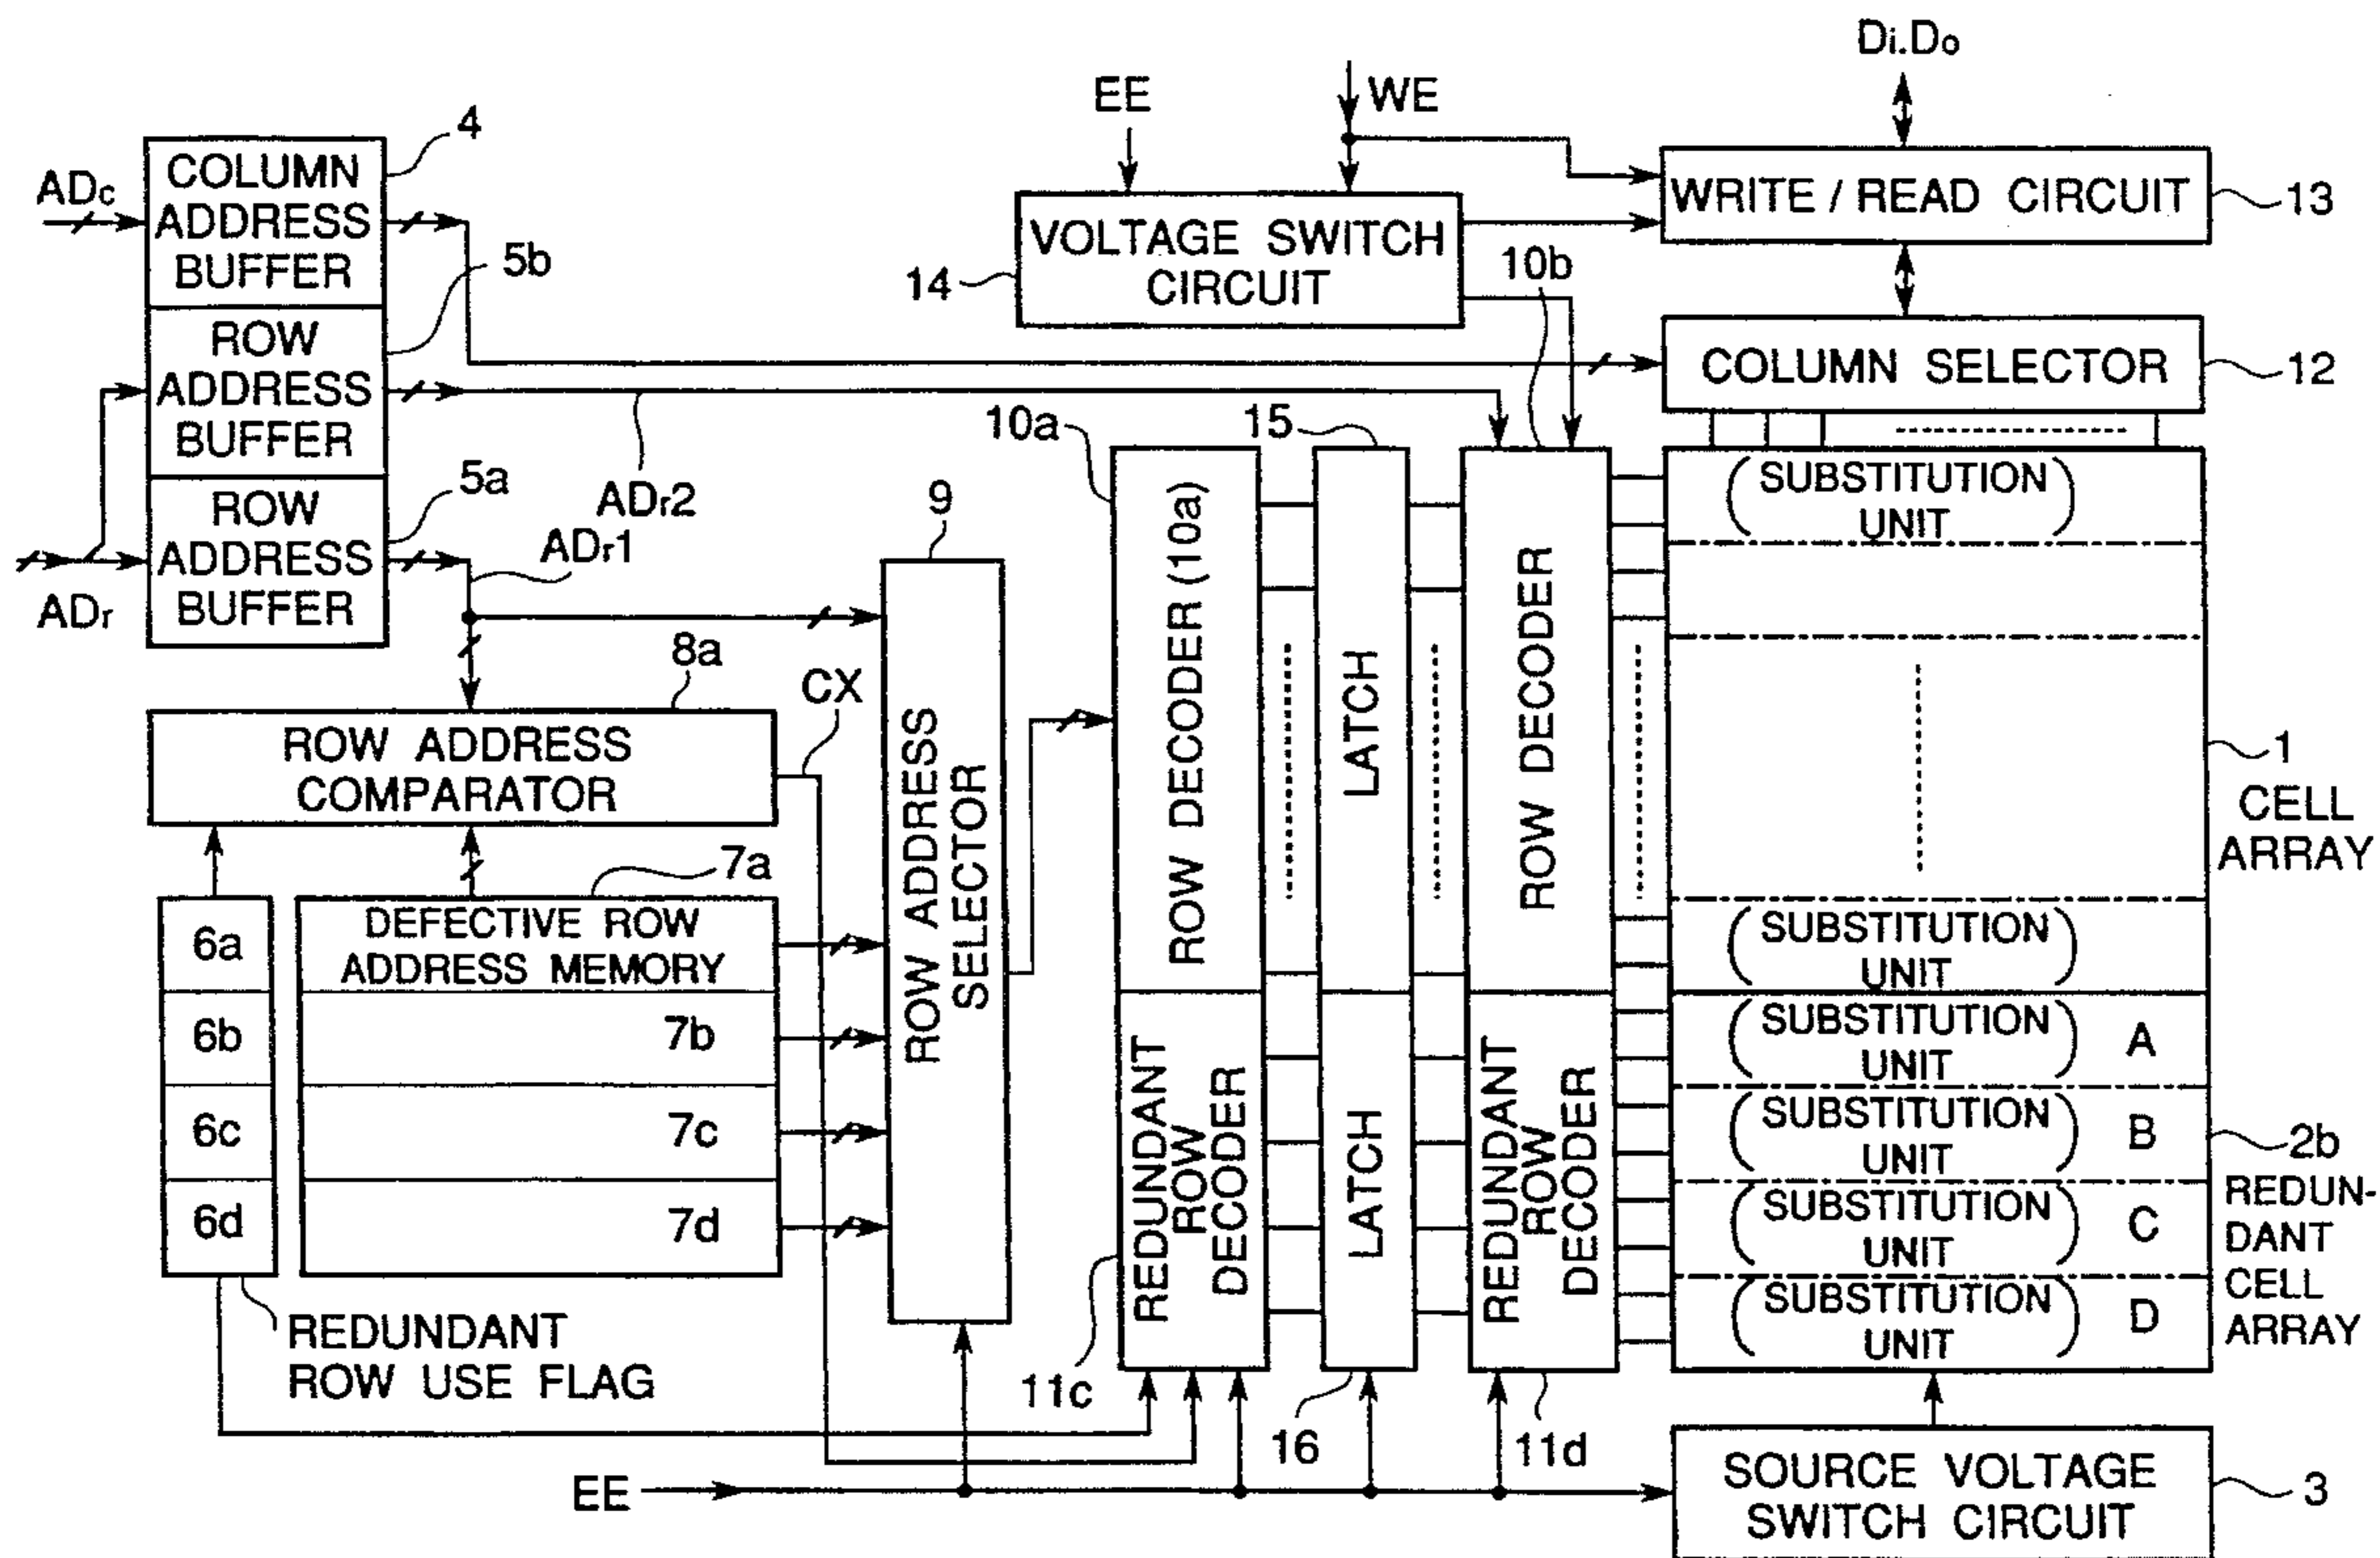 Di.Do
EE
WE
4
COLUMN
ADDRESS
BUFFER
ADc
5b
VOLTAGE SWITCH
CIRCUIT
14
WRITE / READ CIRCUIT
13
10b
ROW
ADDRESS
BUFFER
COLUMN SELECTOR
12
ADr2
10a
15
5a
ROW
ADDRESS
BUFFER
ADr
ADr1
9
8a
CX
ROW ADDRESS
COMPARATOR
7a
6a
DEFECTIVE ROW
ADDRESS MEMORY
6b
7b
6c
7c
6d
7d
REDUNDANT
ROW USE FLAG
ROW ADDRESS
SELECTOR
ROW DECODER (10a)
LATCH
ROW DECODER
REDUNDANT
ROW
DECODER
LATCH
REDUNDANT
ROW
DECODER
(SUBSTITUTION
UNIT)
1
CELL
ARRAY
(SUBSTITUTION
UNIT)
(SUBSTITUTION
UNIT) A
(SUBSTITUTION
UNIT) B
(SUBSTITUTION
UNIT) C
(SUBSTITUTION
UNIT) D
2b
REDUN-
DANT
CELL
ARRAY
11c
16
11d
EE
SOURCE VOLTAGE
SWITCH CIRCUIT
3